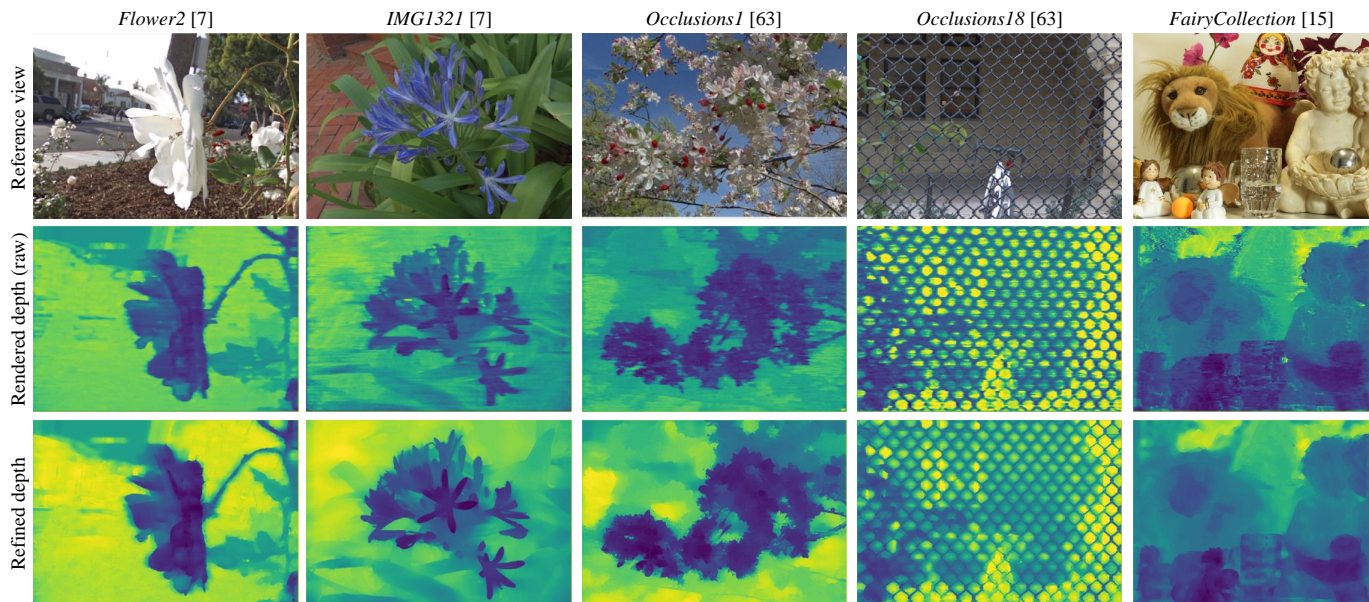 Flower2 [7]
IMG1321 [7]
Occlusions1 [63]
Occlusions18 [63]
FairyCollection [15]
Reference view
Rendered depth (raw)
Refined depth